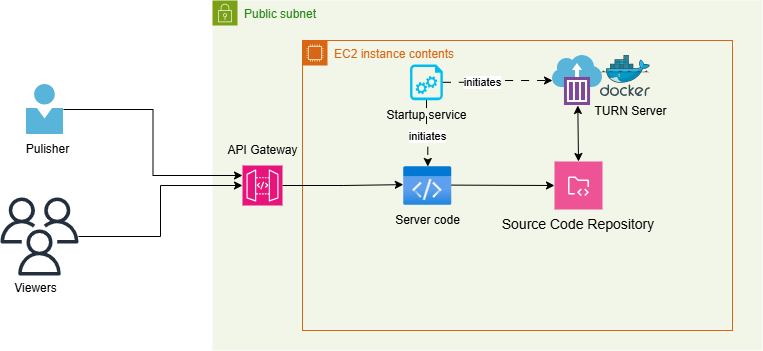 Public subnet
EC2 instance contents
initiates
docker
Startup service
TURN Server
Pulisher
initiates
API Gateway
Server code
Source Code Repository
Viewers